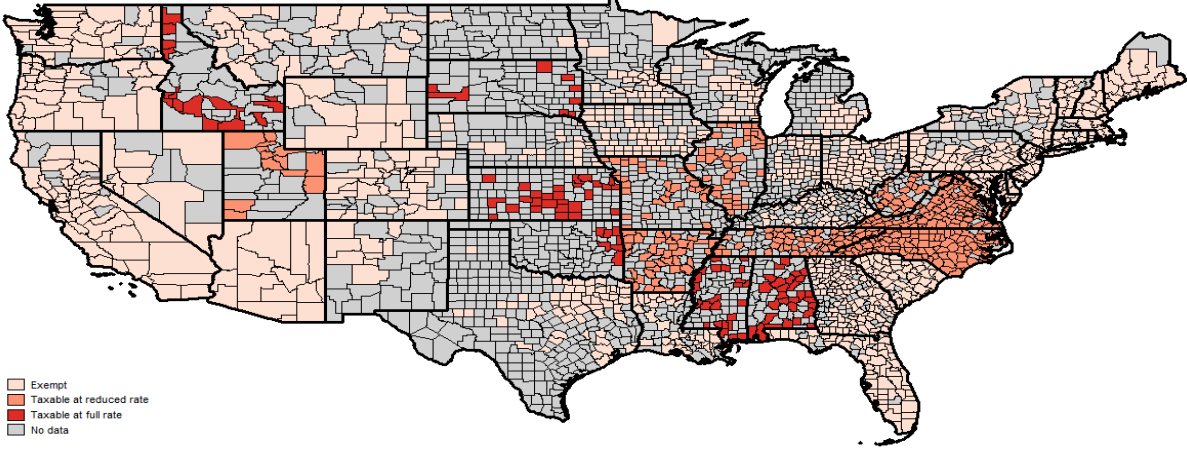 Exempt
Taxable at reduced rate
Taxable at full rate
No data